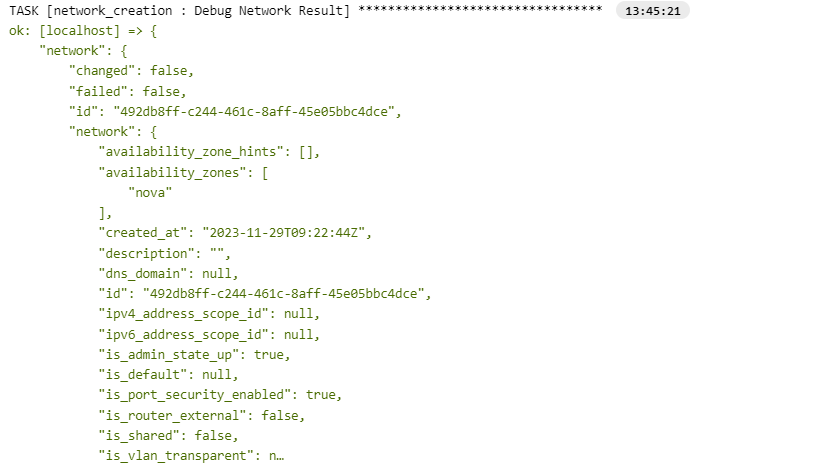 TASK [network_creation : Debug Network Result] ********************************* 13:45:21
ok: [localhost] => {
    "network": {
        "changed": false,
        "failed": false,
        "id": "492db8ff-c244-461c-8aff-45e05bbc4dce",
        "network": {
            "availability_zone_hints": [],
            "availability_zones": [
                "nova"
            ],
            "created_at": "2023-11-29T09:22:44Z",
            "description": "",
            "dns_domain": null,
            "id": "492db8ff-c244-461c-8aff-45e05bbc4dce",
            "ipv4_address_scope_id": null,
            "ipv6_address_scope_id": null,
            "is_admin_state_up": true,
            "is_default": null,
            "is_port_security_enabled": true,
            "is_router_external": false,
            "is_shared": false,
            "is_vlan_transparent": n…